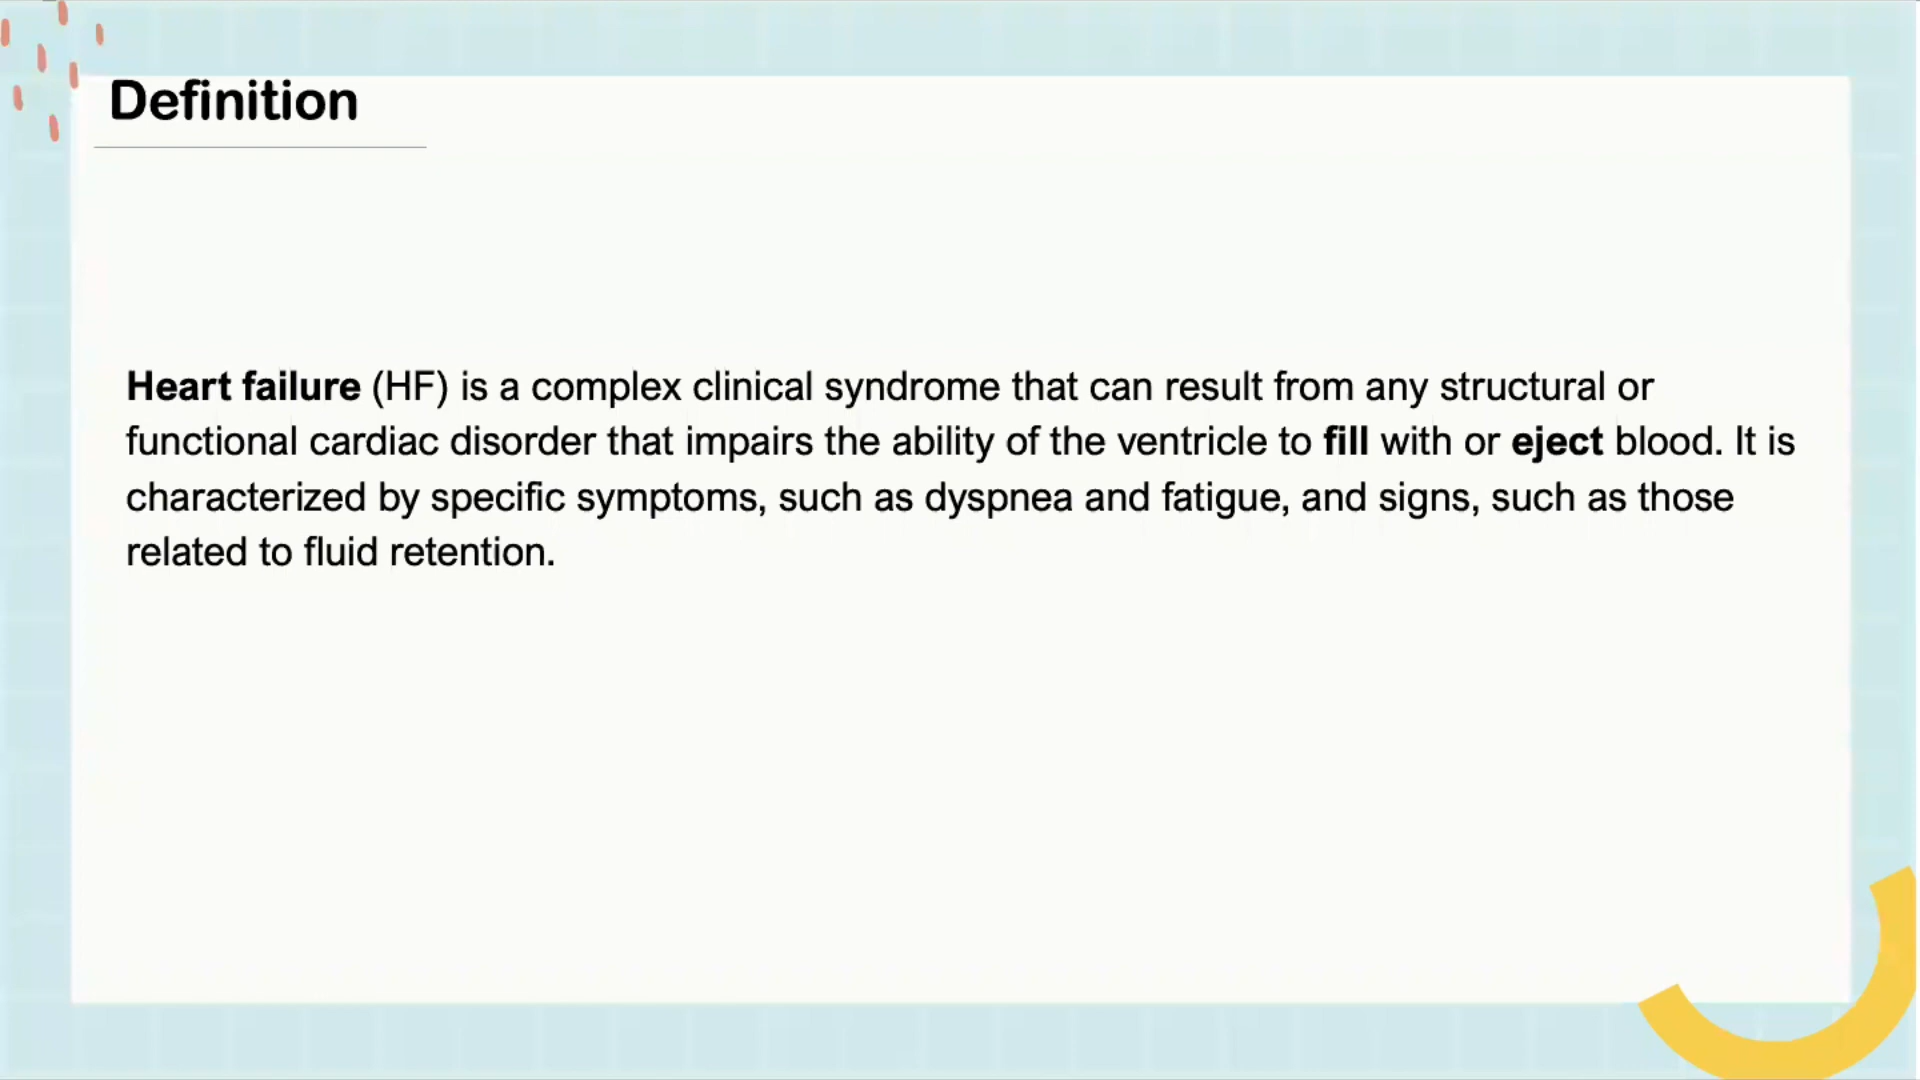 Definition
Heart failure (HF) is a complex clinical syndrome that can result from any structural or
functional cardiac disorder that impairs the ability of the ventricle to fill with or eject blood. It is
characterized by specific symptoms, such as dyspnea and fatigue, and signs, such as those
related to fluid retention.